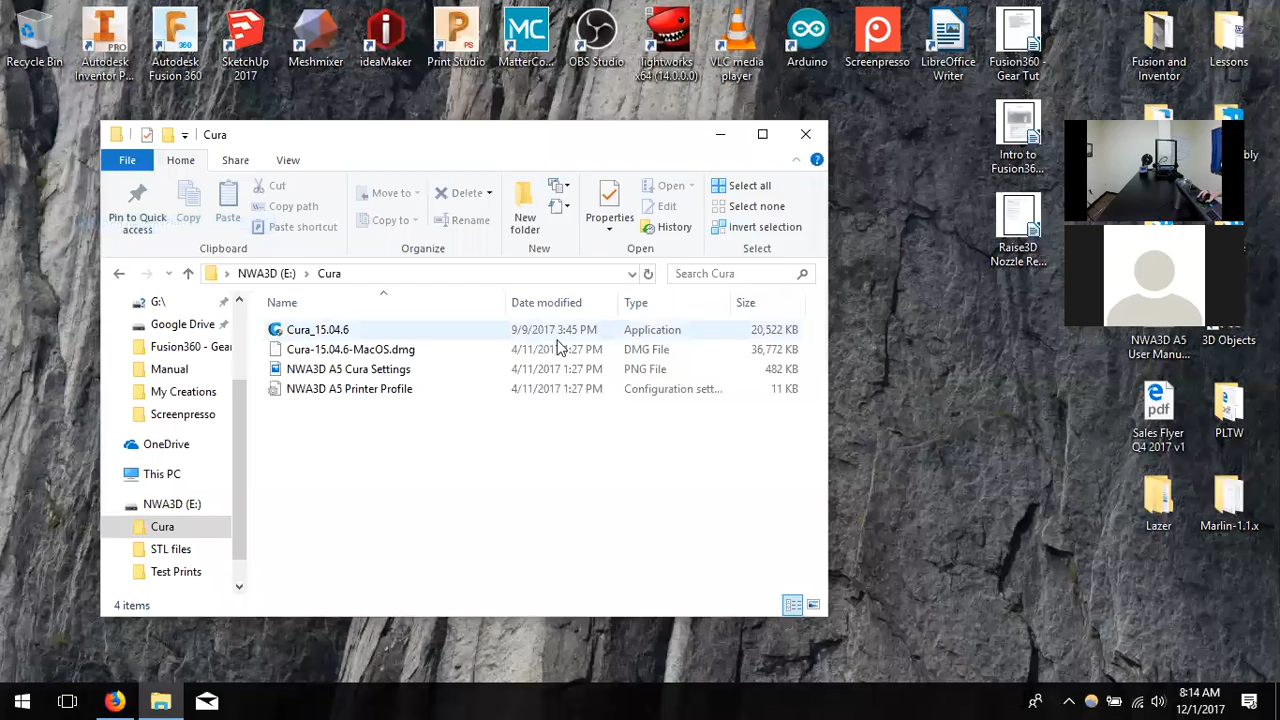 Recycle Bin
Autodesk Inventor P...
Autodesk Fusion 360
SketchUp 2017
Meshmixer
ideaMaker
Print Studio
MatterCo...
OBS Studio
lightworks x64 (14.0.0.0)
VLC media player
Arduino
Screenpresso
LibreOffice Writer
Fusion360 - Gear Tut
Fusion and Inventor
Lessons
Intro to Fusion36...
Raise3D Nozzle Re...
NWA3D A5 User Manu...
3D Objects
Sales Flyer Q4 2017 v1
PLTW
Lazer
Marlin-1.1.x
Cura
File
Home
Share
View
Pin to Quick access
Copy
Paste
Cut
Copy path
Paste shortcut
Clipboard
Move to
Copy to
Delete
Rename
Organize
New folder
New
Properties
Open
Edit
History
Open
Select all
Select none
Invert selection
Select
NWA3D (E:) > Cura
Search Cura
Name Date modified Type Size
Cura_15.04.6 9/9/2017 3:45 PM Application 20,522 KB
Cura-15.04.6-MacOS.dmg DMG File 36,772 KB
NWA3D A5 Cura Settings 4/11/2017 1:27 PM PNG File 482 KB
NWA3D A5 Printer Profile 4/11/2017 1:27 PM Configuration sett... 11 KB
G:\
Google Drive
Fusion360 - Gear
Manual
My Creations
Screenpresso
OneDrive
This PC
NWA3D (E:)
Cura
STL files
Test Prints
4 items
8:14 AM
12/1/2017